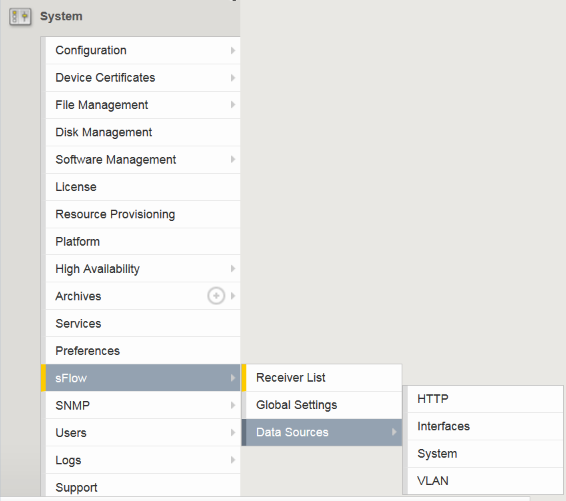 System
Configuration
Device Certificates
File Management
Disk Management
Software Management
License
Resource Provisioning
Platform
High Availability
Archives
Services
Preferences
sFlow
SNMP
Users
Logs
Support
Receiver List
Global Settings
Data Sources
HTTP
Interfaces
System
VLAN